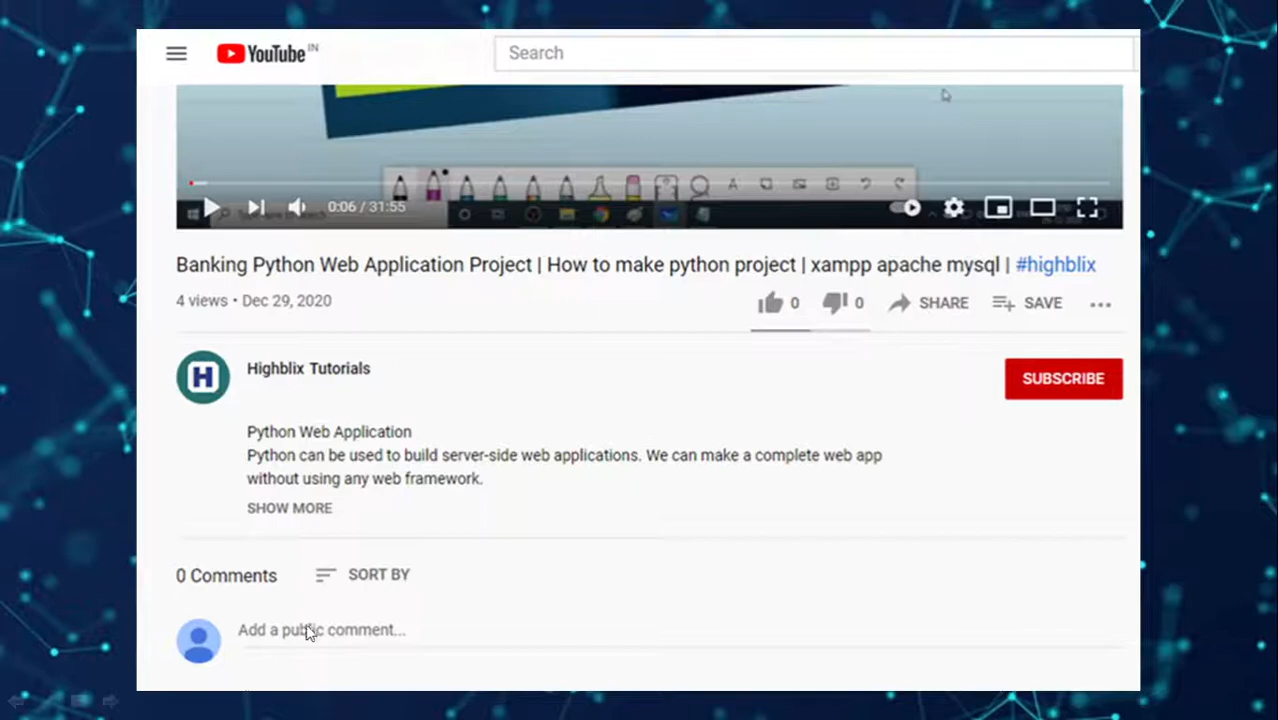 YouTube IN
Search
A
0:06 / 31:55
Banking Python Web Application Project | How to make python project | xampp apache mysql | #highblix
4 views • Dec 29, 2020
0 0 SHARE SAVE
H
Highblix Tutorials
SUBSCRIBE
Python Web Application
Python can be used to build server-side web applications. We can make a complete web app
without using any web framework.
SHOW MORE
0 Comments SORT BY
Add a public comment...